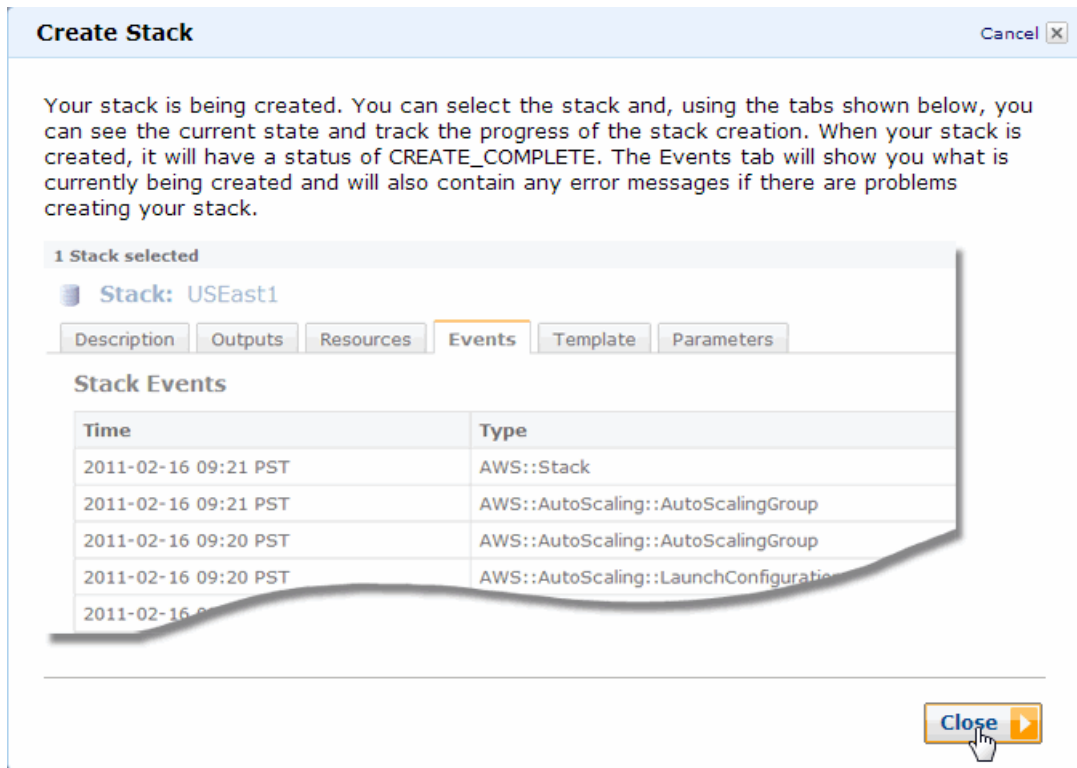 Create Stack
Cancel
Your stack is being created. You can select the stack and, using the tabs shown below, you
can see the current state and track the progress of the stack creation. When your stack is
created, it will have a status of CREATE_COMPLETE. The Events tab will show you what is
currently being created and will also contain any error messages if there are problems
creating your stack.
1 Stack selected
Stack: USEast1
Description Outputs Resources Events Template Parameters
Stack Events
Time Type
2011-02-16 09:21 PST AWS::Stack
2011-02-16 09:21 PST AWS::AutoScaling::AutoScalingGroup
2011-02-16 09:20 PST AWS::AutoScaling::AutoScalingGroup
2011-02-16 09:20 PST AWS::AutoScaling::LaunchConfiguration
2011-02-16
Close